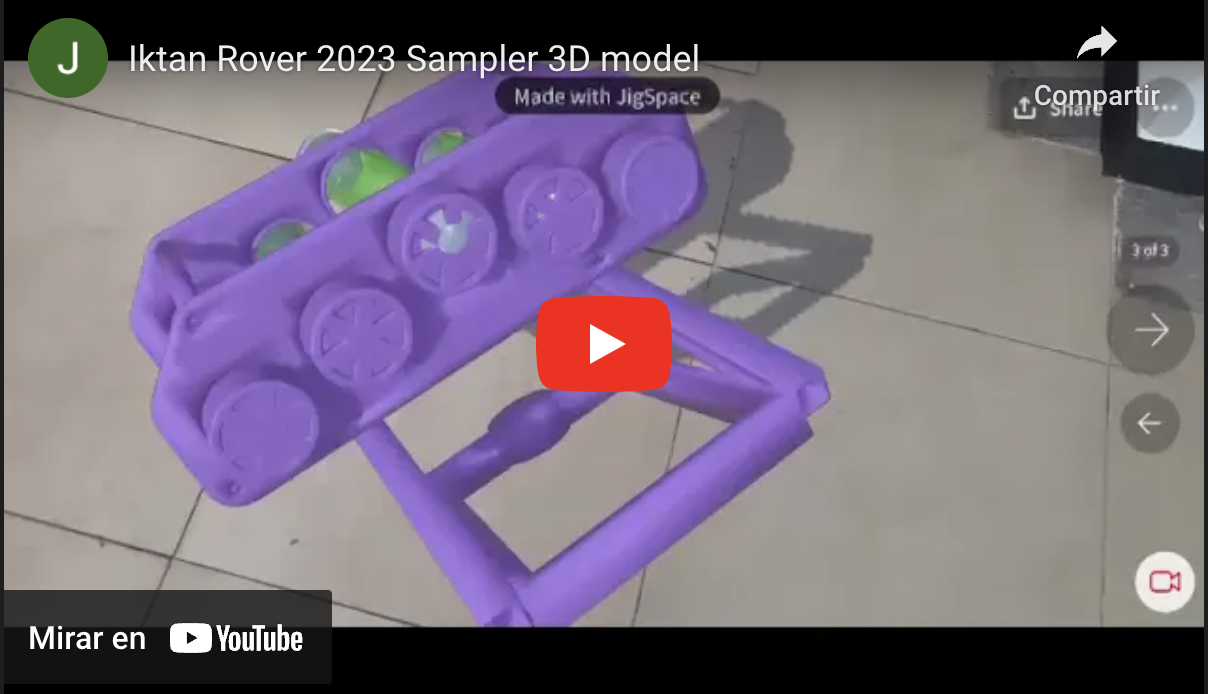 J
Iktan Rover 2023 Sampler 3D model
Made with JigSpace
Compartir
Share
3 of 3
Mirar en YouTube